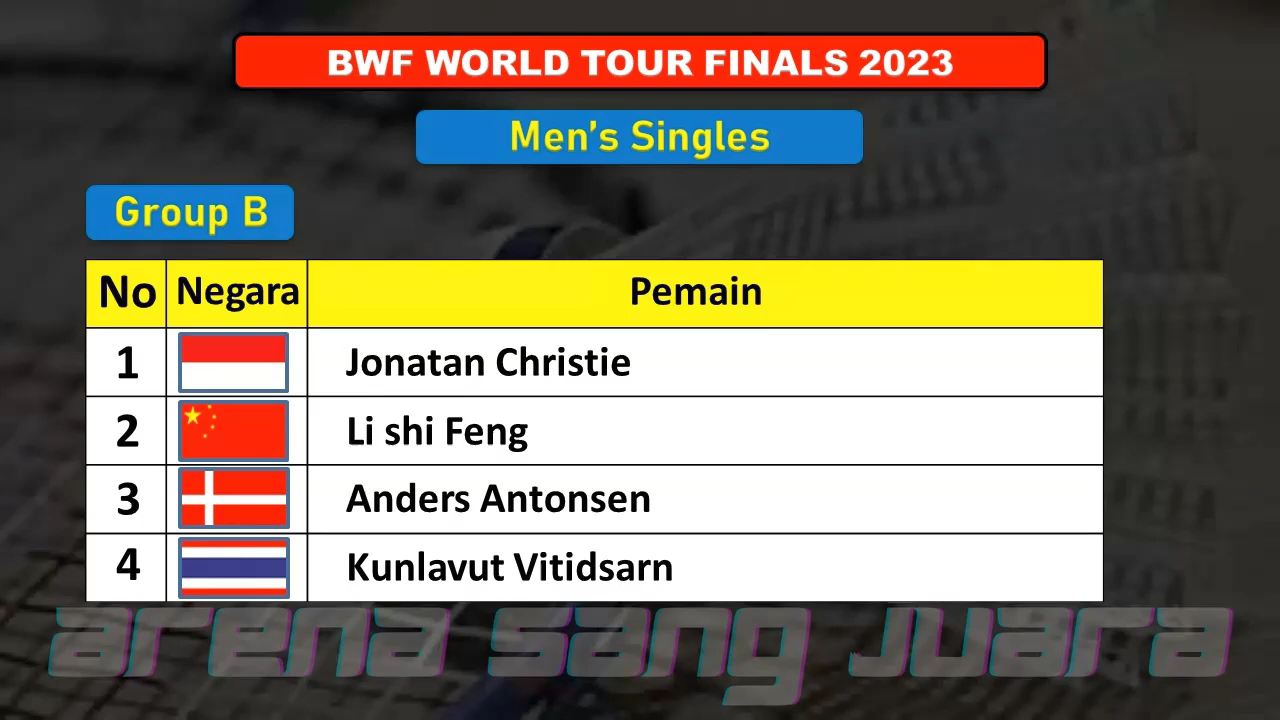 BWF WORLD TOUR FINALS 2023
Men's Singles
Group B
No Negara Pemain
1 Jonatan Christie
2 Li shi Feng
3 Anders Antonsen
4 Kunlavut Vitidsarn
arena sang juara